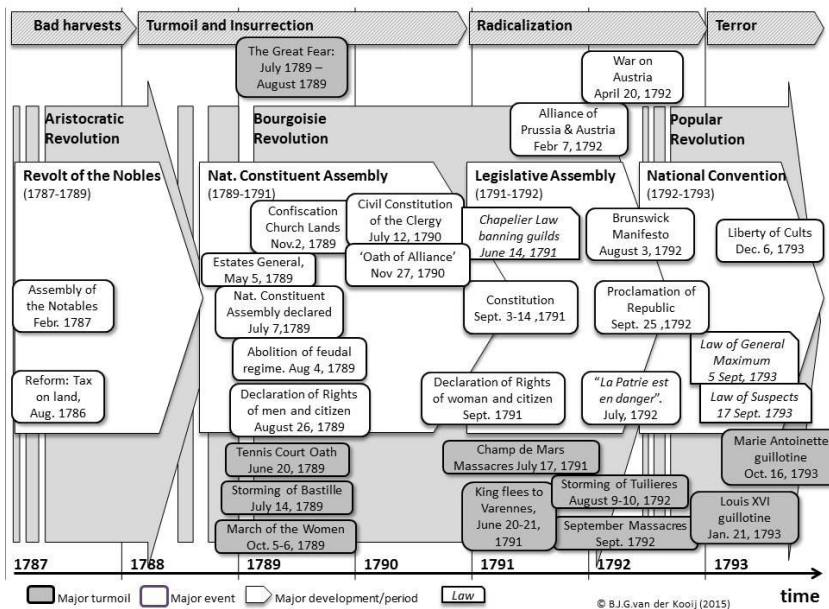 Bad harvests
Turmoil and Insurrection
Radicalization
Terror
The Great Fear:
July 1789 –
August 1789
War on
Austria
April 20, 1792
Aristocratic
Revolution
Bourgoisie
Revolution
Alliance of
Prussia & Austria
Febr 7, 1792
Popular
Revolution
Revolt of the Nobles
(1787-1789)
Nat. Constituent Assembly
(1789-1791)
Legislative Assembly
(1791-1792)
National Convention
(1792-1793)
Confiscation
Church Lands
Nov.2, 1789
Civil Constitution
of the Clergy
July 12, 1790
Chapelier Law
banning guilds
June 14, 1791
Brunswick
Manifesto
August 3, 1792
Liberty of Cults
Dec. 6, 1793
Estates General,
May 5, 1789
‘Oath of Alliance’
Nov 27, 1790
Assembly of
the Notables
Febr. 1787
Nat. Constituent
Assembly declared
July 7,1789
Constitution
Sept. 3-14 ,1791
Proclamation of
Republic
Sept. 25 ,1792
Abolition of feudal
regime. Aug 4, 1789
Law of General
Maximum
5 Sept, 1793
Reform: Tax
on land,
Aug. 1786
Declaration of Rights
of men and citizen
August 26, 1789
Declaration of Rights
of woman and citizen
Sept. 1791
“La Patrie est
en danger”.
July, 1792
Law of Suspects
17 Sept. 1793
Tennis Court Oath
June 20, 1789
Champ de Mars
Massacres July 17, 1791
Marie Antoinette
guillotine
Oct. 16, 1793
Storming of Bastille
July 14, 1789
King flees to
Varennes,
June 20-21,
1791
Storming of Tuilieres
August 9-10, 1792
Louis XVI
guillotine
Jan. 21, 1793
March of the Women
Oct. 5-6, 1789
September Massacres
Sept. 1792
1787
1788
1789
1790
1791
1792
1793
time
Major turmoil
Major event
Major development/period
Law
© B.J.G.van der Kooij (2015)